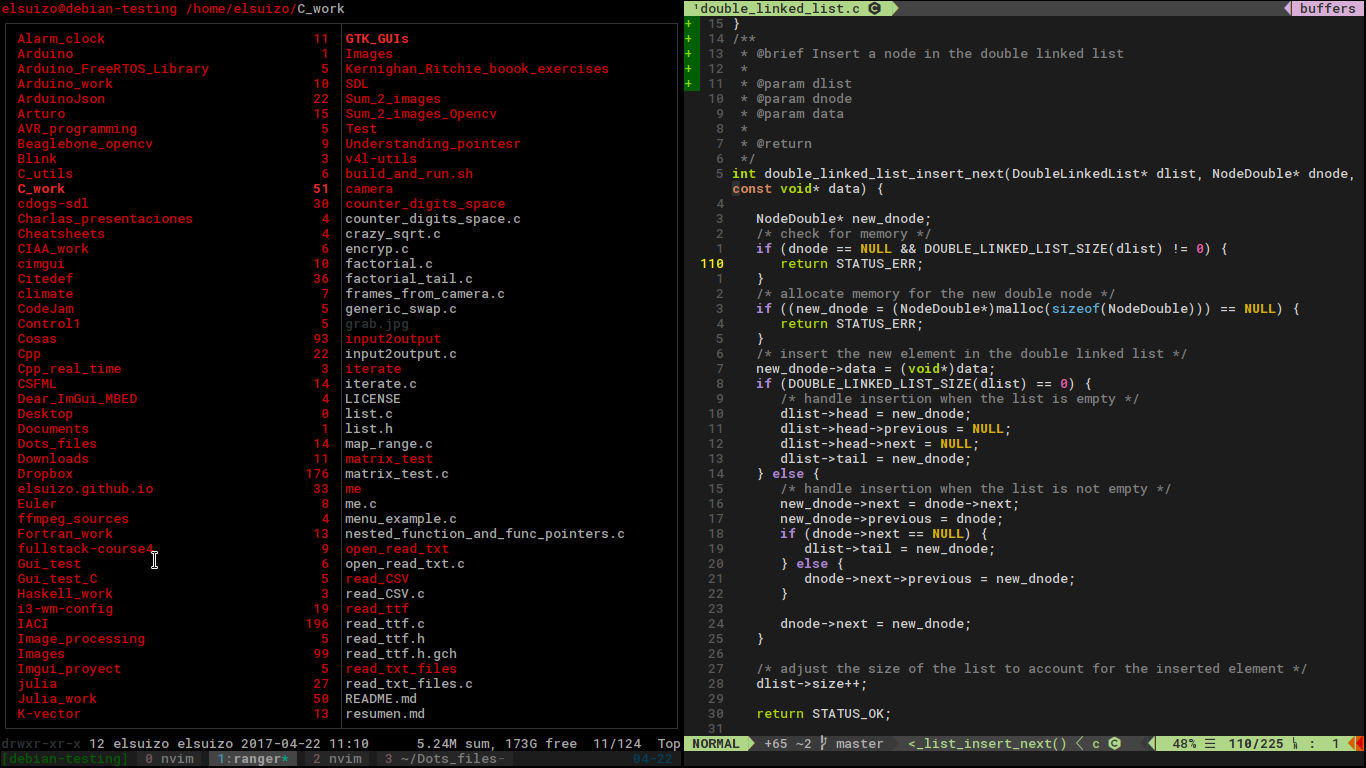 elsuizo@debian-testing /home/elsuizo/C_work
Alarm_clock 11
Arduino 1
Arduino_FreeRTOS_Library 5
Arduino_work 10
ArduinoJson 22
Arturo 15
AVR_programming 5
Beaglebone_opencv 9
Blink 3
C_utils 6
C_work 51
cdogs-sdl 30
Charlas_presentaciones 4
Cheatsheets 4
CIAA_work 6
cimgui 10
Citedef 36
climate 7
CodeJam 5
Control1 5
Cosas 93
Cpp 22
Cpp_real_time 3
CSFML 14
Dear_ImGui_MBED 4
Desktop 0
Documents 1
Dots_files 14
Downloads 11
Dropbox 176
elsuizo.github.io 33
Euler 8
ffmpeg_sources 4
Fortran_work 13
fullstack-course4 9
Gui_test 6
Gui_test_C 5
Haskell_work 3
i3-wm-config 19
IACI 196
Image_processing 5
Images 99
Imgui_proyect 5
julia 27
Julia_work 50
K-vector 13
GTK_GUIs
Images
Kernighan_Ritchie_boook_exercises
SDL
Sum_2_images
Sum_2_images_Opencv
Test
Understanding_pointesr
v4l-utils
build_and_run.sh
camera
counter_digits_space
counter_digits_space.c
crazy_sqrt.c
encryp.c
factorial.c
factorial_tail.c
frames_from_camera.c
generic_swap.c
grab.jpg
input2output
input2output.c
iterate
iterate.c
LICENSE
list.c
list.h
map_range.c
matrix_test
matrix_test.c
me
me.c
menu_example.c
nested_function_and_func_pointers.c
open_read_txt
open_read_txt.c
read_CSV
read_CSV.c
read_ttf
read_ttf.c
read_ttf.h
read_ttf.h.gch
read_txt_files
read_txt_files.c
README.md
resumen.md
drwxr-xr-x 12 elsuizo elsuizo 2017-04-22 11:10 5.24M sum, 173G free 11/124 Top
[debian-testing] 0 nvim 1:ranger* 2 nvim 3 ~/Dots_files- 04-22
¹double_linked_list.c buffers
+ 15 }
+ 14 /**
+ 13 * @brief Insert a node in the double linked list
+ 12 *
+ 11 * @param dlist
10 * @param dnode
9 * @param data
8 *
7 * @return
6 */
5 int double_linked_list_insert_next(DoubleLinkedList* dlist, NodeDouble* dnode,
const void* data) {
4
3 NodeDouble* new_dnode;
2 /* check for memory */
1 if (dnode == NULL && DOUBLE_LINKED_LIST_SIZE(dlist) != 0) {
110 return STATUS_ERR;
1 }
2 /* allocate memory for the new double node */
3 if ((new_dnode = (NodeDouble*)malloc(sizeof(NodeDouble))) == NULL) {
4 return STATUS_ERR;
5 }
6 /* insert the new element in the double linked list */
7 new_dnode->data = (void*)data;
8 if (DOUBLE_LINKED_LIST_SIZE(dlist) == 0) {
9 /* handle insertion when the list is empty */
10 dlist->head = new_dnode;
11 dlist->head->previous = NULL;
12 dlist->head->next = NULL;
13 dlist->tail = new_dnode;
14 } else {
15 /* handle insertion when the list is not empty */
16 new_dnode->next = dnode->next;
17 new_dnode->previous = dnode;
18 if (dnode->next == NULL) {
19 dlist->tail = new_dnode;
20 } else {
21 dnode->next->previous = new_dnode;
22 }
23
24 dnode->next = new_dnode;
25 }
26
27 /* adjust the size of the list to account for the inserted element */
28 dlist->size++;
29
30 return STATUS_OK;
31
NORMAL +65 ~2 master <_list_insert_next() c 48% ☰ 110/225 : 1